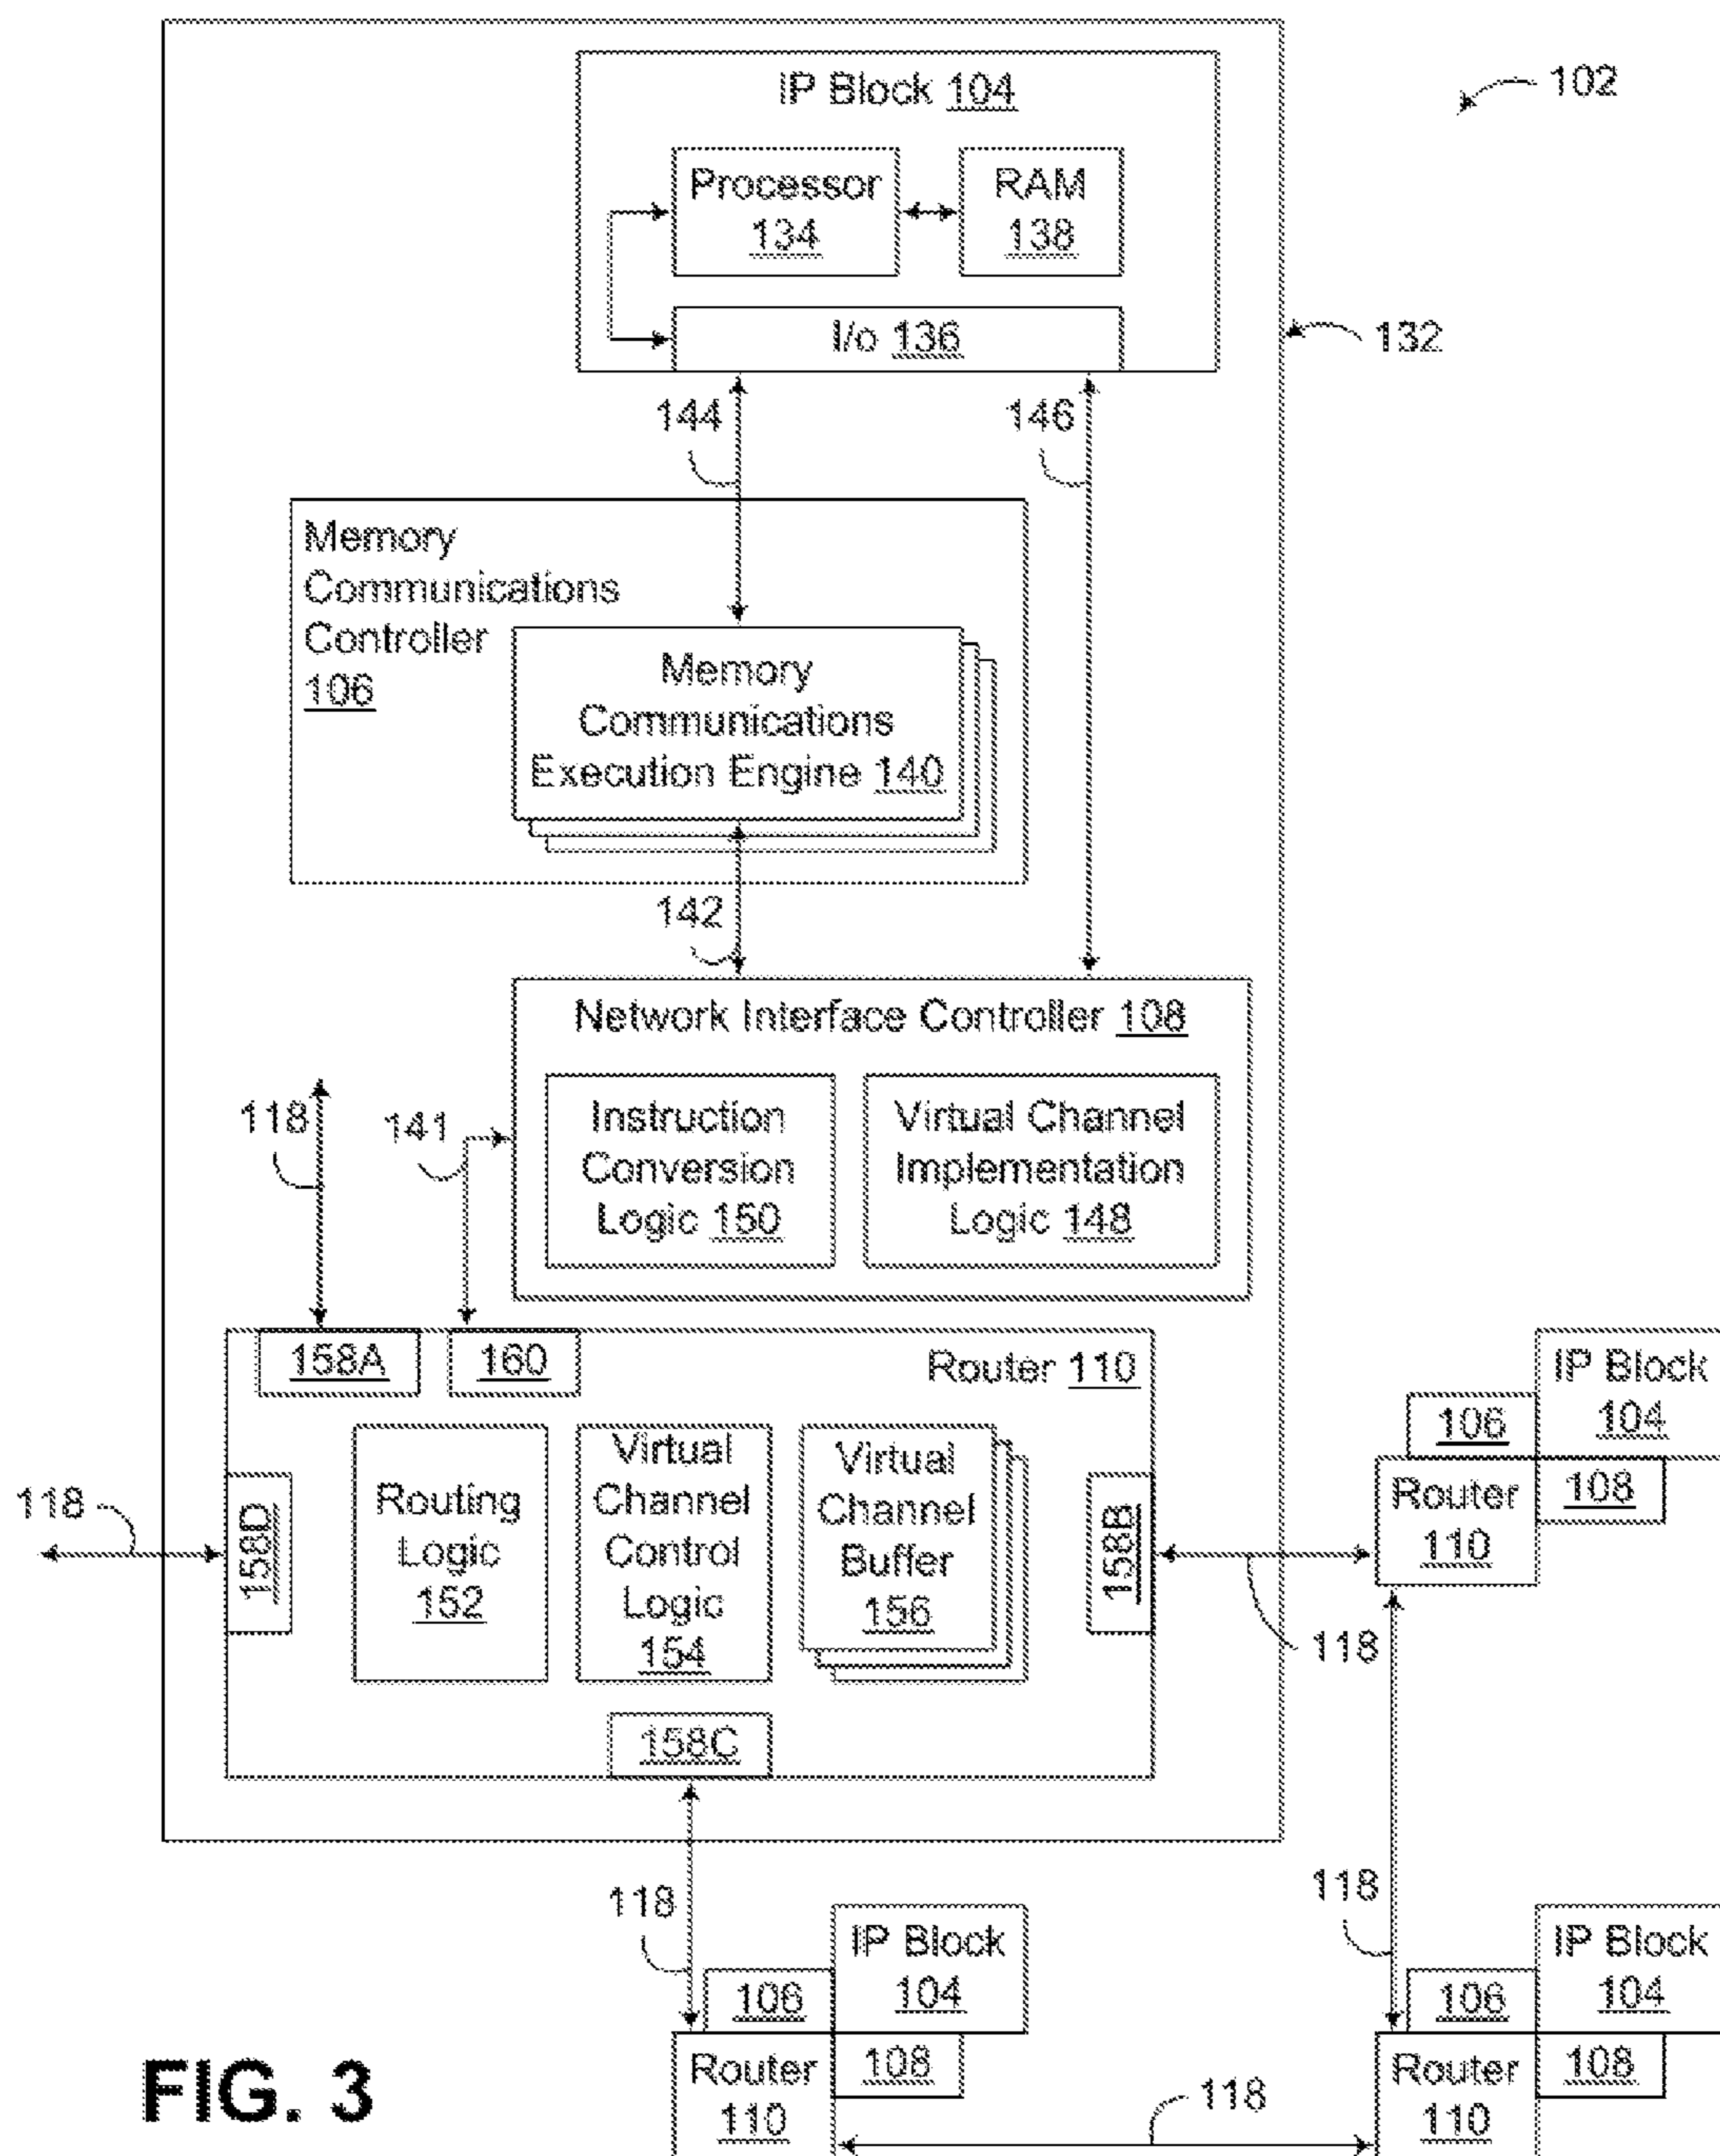 IP Block 104
102
Processor
134
RAM
138
I/o 136
132
144
146
Memory
Communications
Controller
106
Memory
Communications
Execution Engine 140
142
Network Interface Controller 108
118
141
Instruction
Conversion
Logic 150
Virtual Channel
Implementation
Logic 148
158A
160
Router 110
IP Block
104
106
108
Router
110
118
158D
Routing
Logic
152
Virtual
Channel
Control
Logic
154
Virtual
Channel
Buffer
156
158B
118
158C
118
118
IP Block
104
106
108
Router
110
IP Block
104
106
108
Router
110
118
FIG. 3